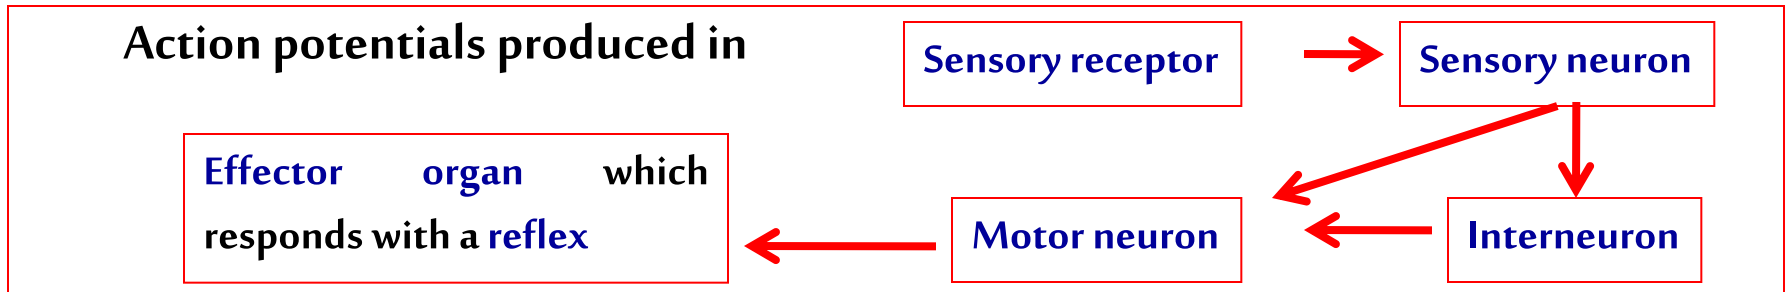 Action potentials produced in
Sensory receptor
Sensory neuron
Interneuron
Motor neuron
Effector organ which
responds with a reflex